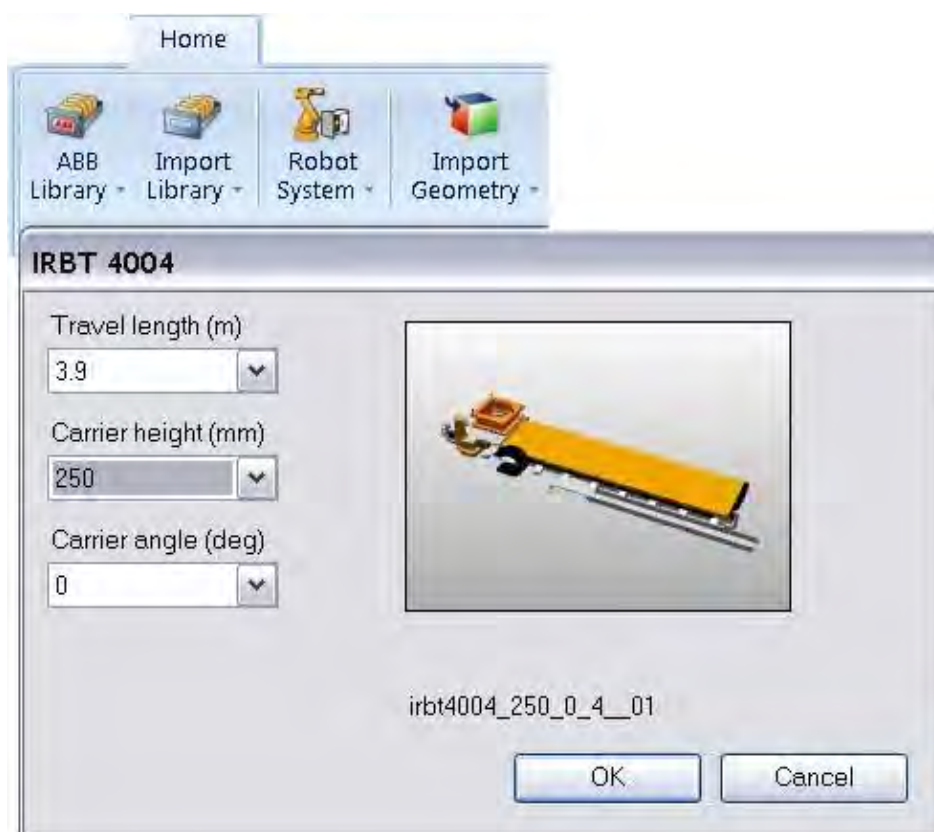 Home
ABB Library
Import Library
Robot System
Import Geometry
IRBT 4004
Travel length (m)
3.9
Carrier height (mm)
250
Carrier angle (deg)
0
irbt4004_250_0_4__01
OK
Cancel